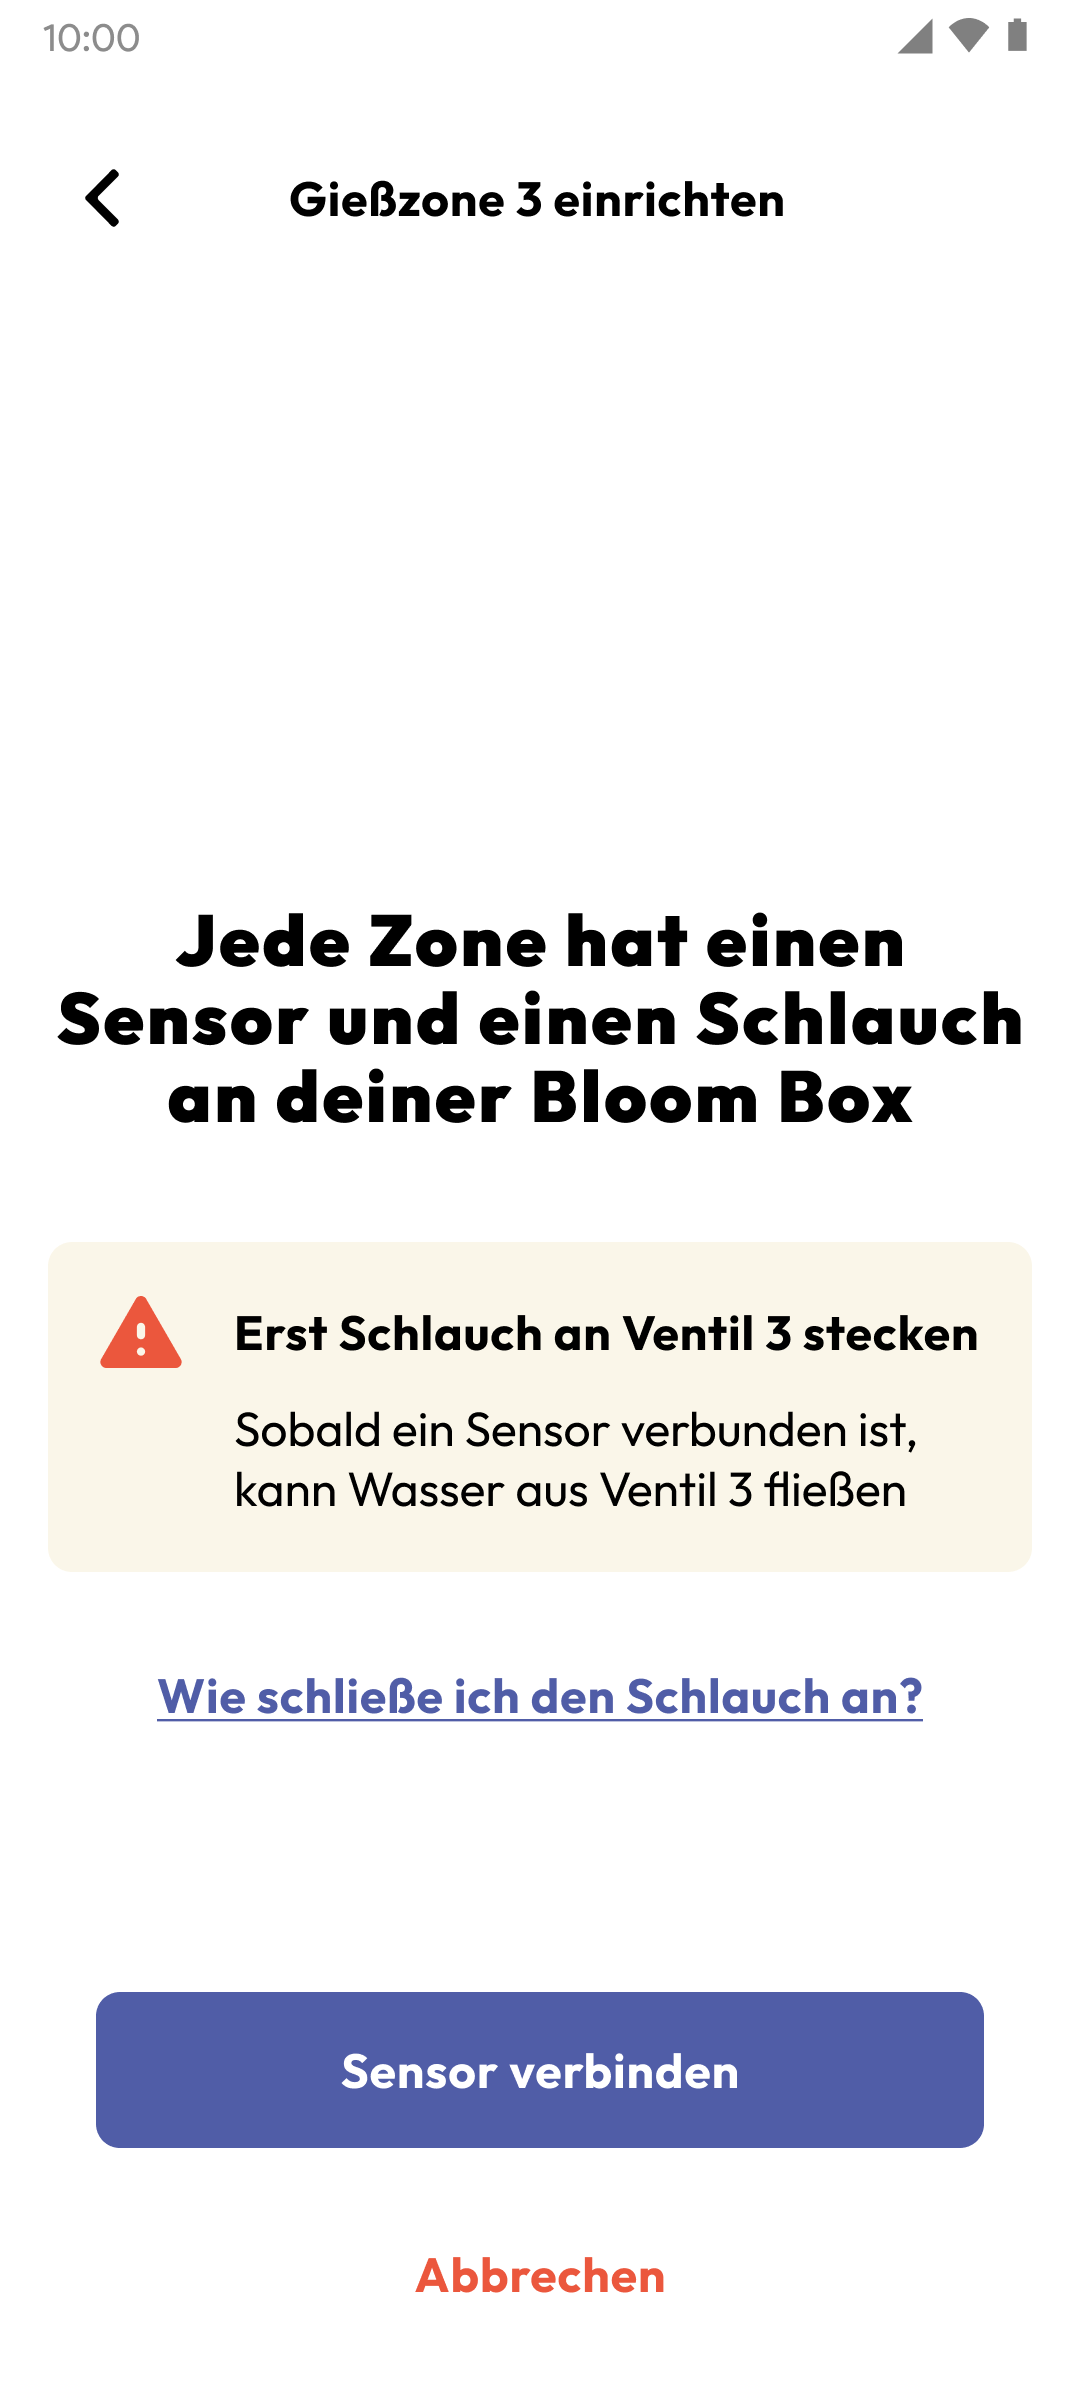 10:00
Gießzone 3 einrichten
Jede Zone hat einen
Sensor und einen Schlauch
an deiner Bloom Box
Erst Schlauch an Ventil 3 stecken
Sobald ein Sensor verbunden ist,
kann Wasser aus Ventil 3 fließen
Wie schließe ich den Schlauch an?
Sensor verbinden
Abbrechen